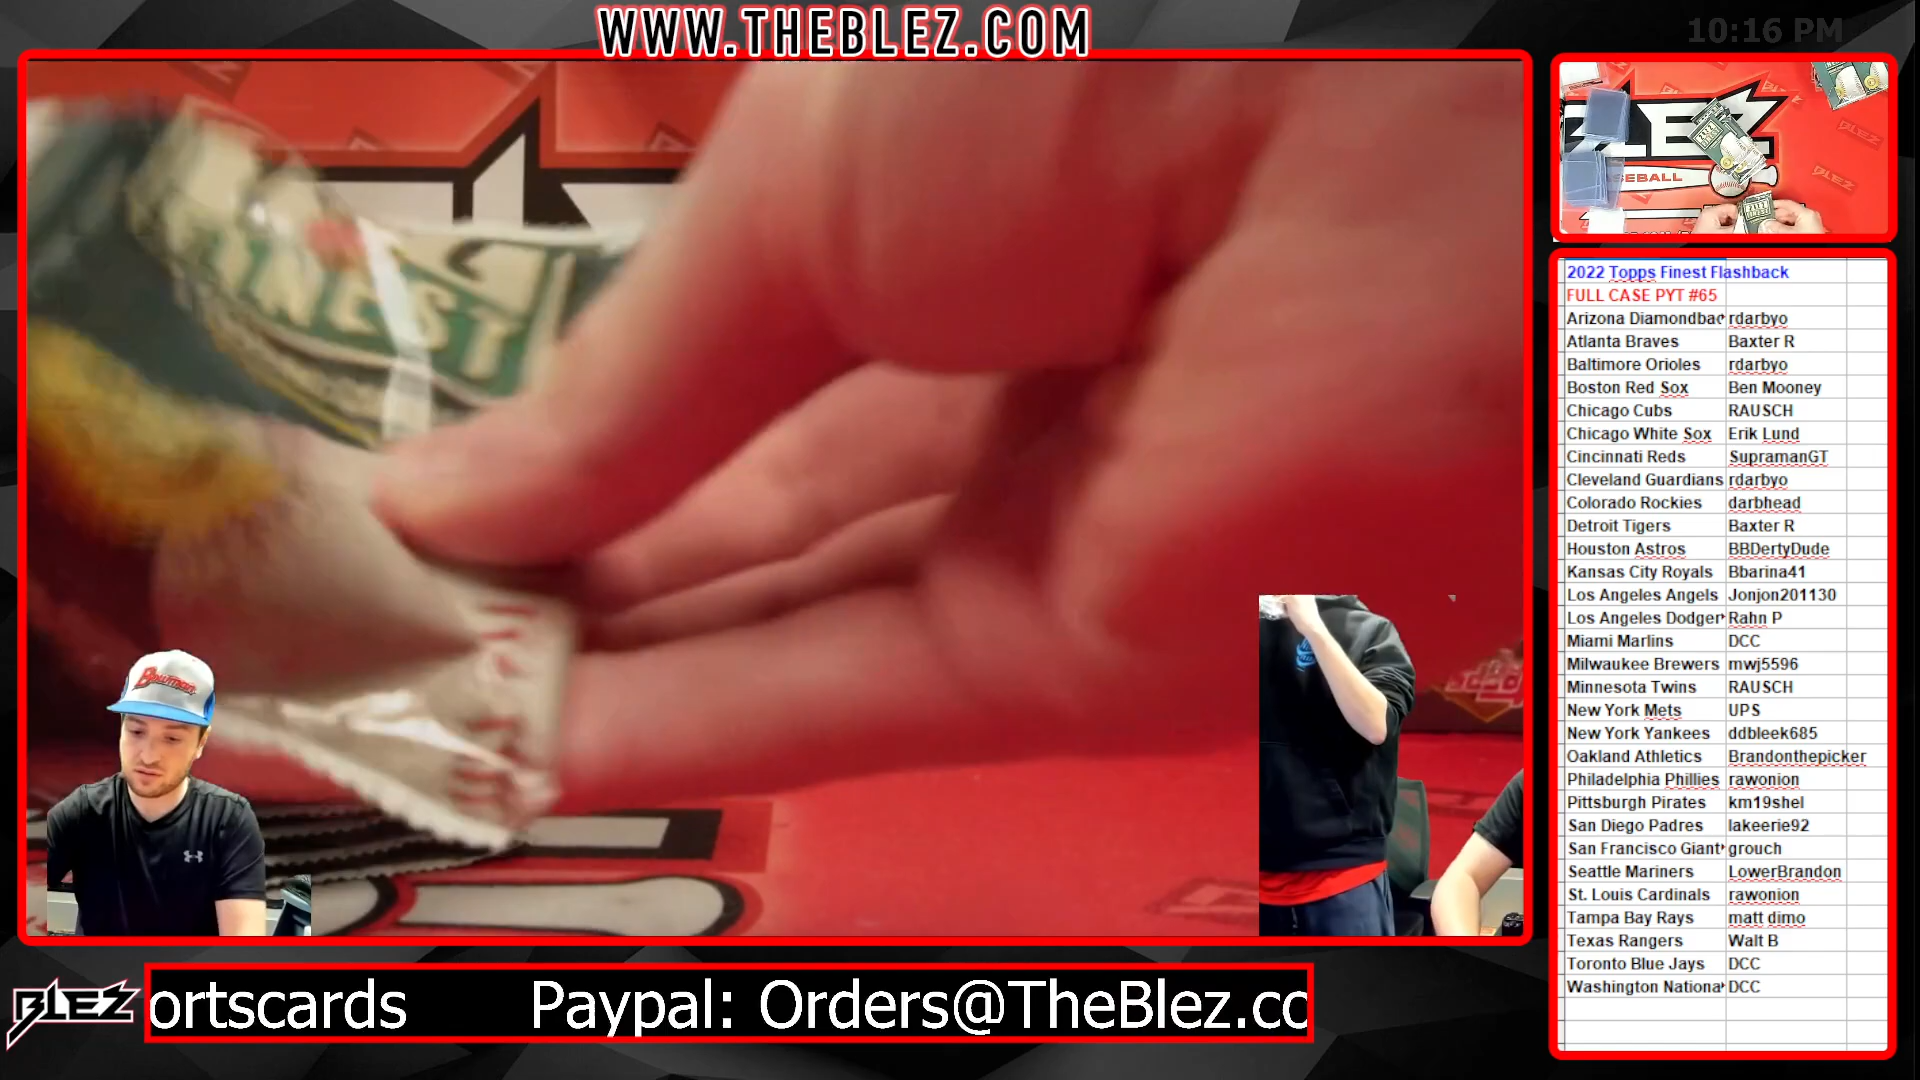 WWW.THEBLEZ.COM
10:16 PM
FINEST
BLEZ
BASEBALL
BLEZ
2022 Topps Finest Flashback
FULL CASE PYT #65
Arizona Diamondbac rdarbyo
Atlanta Braves Baxter R
Baltimore Orioles rdarbyo
Boston Red Sox Ben Mooney
Chicago Cubs RAUSCH
Chicago White Sox Erik Lund
Cincinnati Reds SupramanGT
Cleveland Guardians rdarbyo
Colorado Rockies darbhead
Detroit Tigers Baxter R
Houston Astros BBDertyDude
Kansas City Royals Bbarina41
Los Angeles Angels Jonjon201130
Los Angeles Dodger Rahn P
Miami Marlins DCC
Milwaukee Brewers mwj5596
Minnesota Twins RAUSCH
New York Mets UPS
New York Yankees ddbleek685
Oakland Athletics Brandonthepicker
Philadelphia Phillies rawonion
Pittsburgh Pirates km19shel
San Diego Padres lakeerie92
San Francisco Giant grouch
Seattle Mariners LowerBrandon
St. Louis Cardinals rawonion
Tampa Bay Rays matt dimo
Texas Rangers Walt B
Toronto Blue Jays DCC
Washington Nationa DCC
Bowman
BLEZ
ortscards Paypal: Orders@TheBlez.co